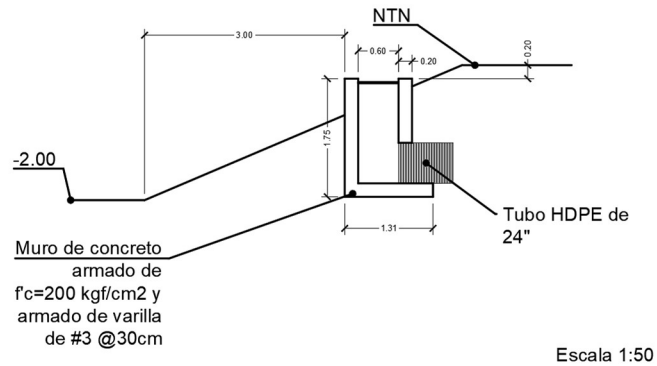 NTN
3.00
0.60
0.20
0.20
1.75
-2.00
1.31
Tubo HDPE de
24"
Muro de concreto
armado de
f'c=200 kgf/cm2 y
armado de varilla
de #3 @30cm
Escala 1:50